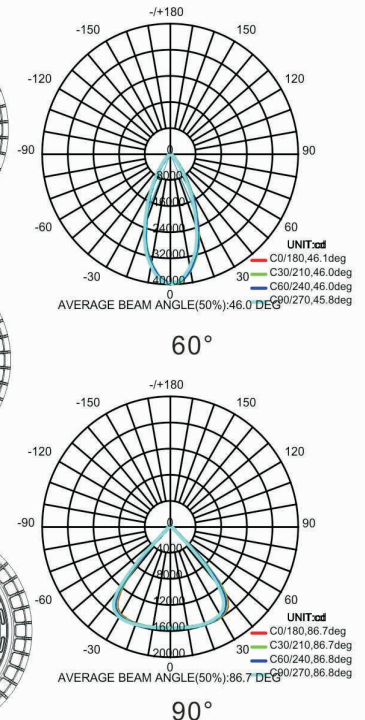 -/+180
-150 150
-120 120
-90 90
-60 60
-30 30
0
8000
16000
24000
32000
40000
0
UNIT:cd
C0/180,46.1deg
C30/210,46.0deg
C60/240,46.0deg
C90/270,45.8deg
AVERAGE BEAM ANGLE(50%):46.0 DEG
60°
-/+180
-150 150
-120 120
-90 90
-60 60
-30 30
0
4000
8000
12000
16000
20000
0
UNIT:cd
C0/180,86.7deg
C30/210,86.7deg
C60/240,86.8deg
C90/270,86.8deg
AVERAGE BEAM ANGLE(50%):86.7 DEG
90°